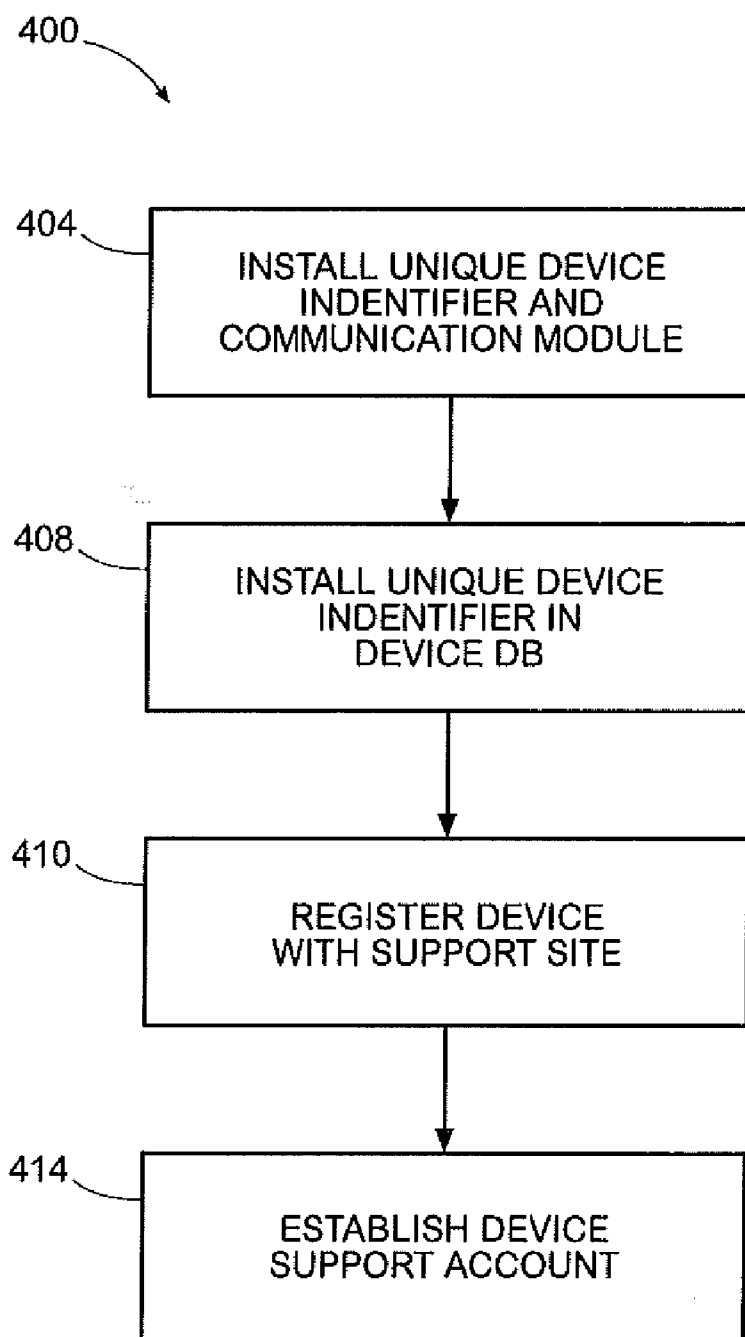 400
404
INSTALL UNIQUE DEVICE
INDENTIFIER AND
COMMUNICATION MODULE
408
INSTALL UNIQUE DEVICE
INDENTIFIER IN
DEVICE DB
410
REGISTER DEVICE
WITH SUPPORT SITE
414
ESTABLISH DEVICE
SUPPORT ACCOUNT